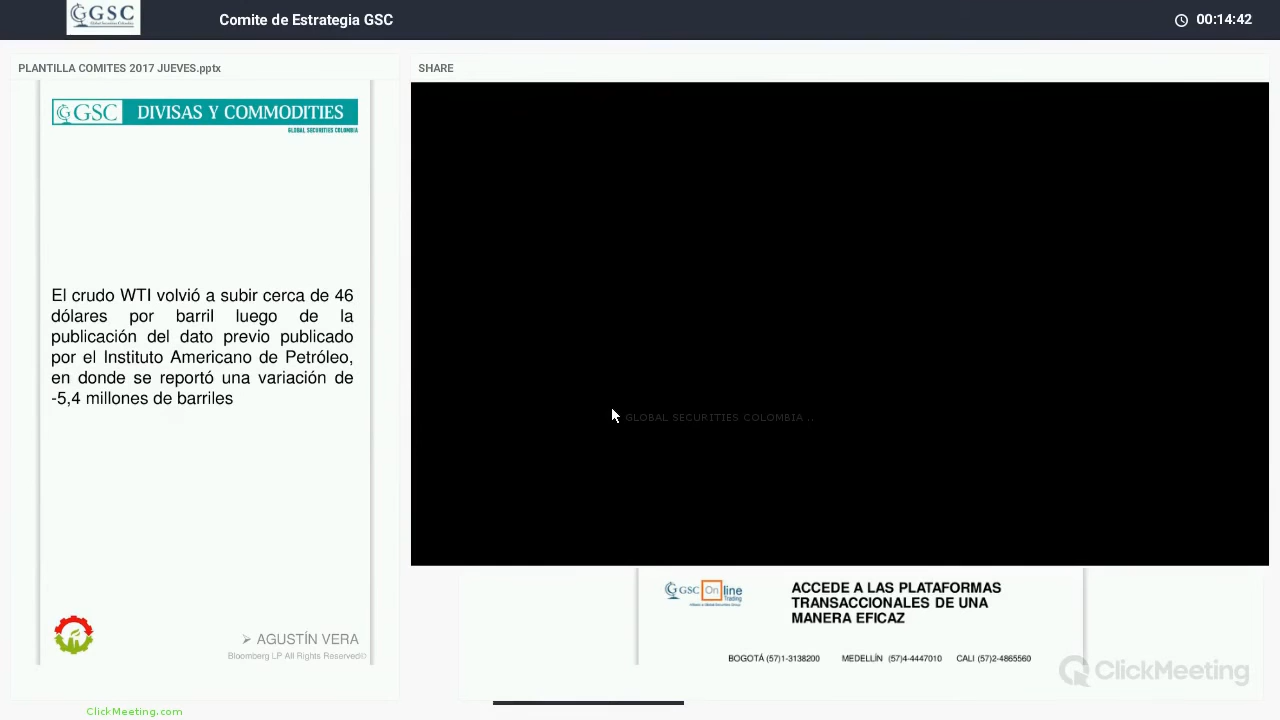 GSC
Global Securities Colombia
Comite de Estrategia GSC
00:14:42
PLANTILLA COMITES 2017 JUEVES.pptx
SHARE
GSC DIVISAS Y COMMODITIES
GLOBAL SECURITIES COLOMBIA
El crudo WTI volvió a subir cerca de 46
dólares por barril luego de la
publicación del dato previo publicado
por el Instituto Americano de Petróleo,
en donde se reportó una variación de
-5,4 millones de barriles
➢ AGUSTÍN VERA
Bloomberg LP All Rights Reserved©
GLOBAL SECURITIES COLOMBIA ..
GSC Online
Trading
ACCEDE A LAS PLATAFORMAS
TRANSACCIONALES DE UNA
MANERA EFICAZ
BOGOTÁ (57)1-3138200 MEDELLÍN (57)4-4447010 CALI (57)2-4865560
ClickMeeting
ClickMeeting.com